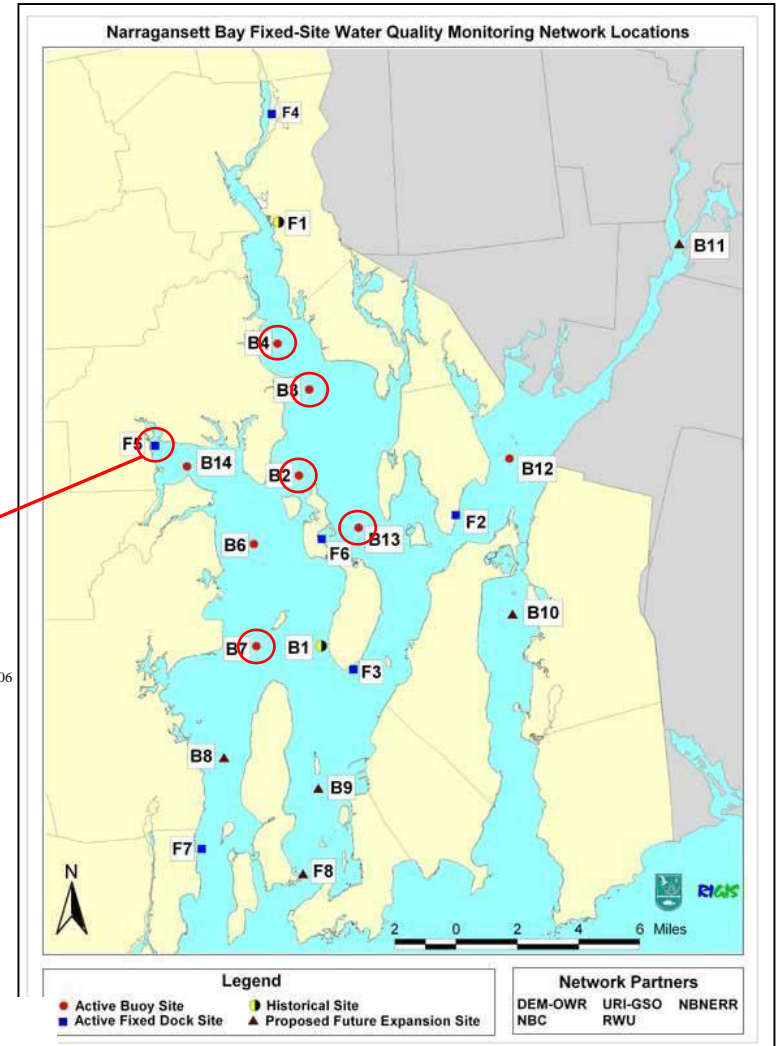 Narragansett Bay Fixed-Site Water Quality Monitoring Network Locations
F4
F1
B11
B4
B3
F5
B14
B2
B12
F2
B13
B6
F6
B10
B7
B1
F3
06
B8
B9
F7
F8
N
RIGIS
2 0 2 4 6 Miles
Legend
Active Buoy Site
Historical Site
Active Fixed Dock Site
Proposed Future Expansion Site
Network Partners
DEM-OWR URI-GSO NBNERR
NBC RWU